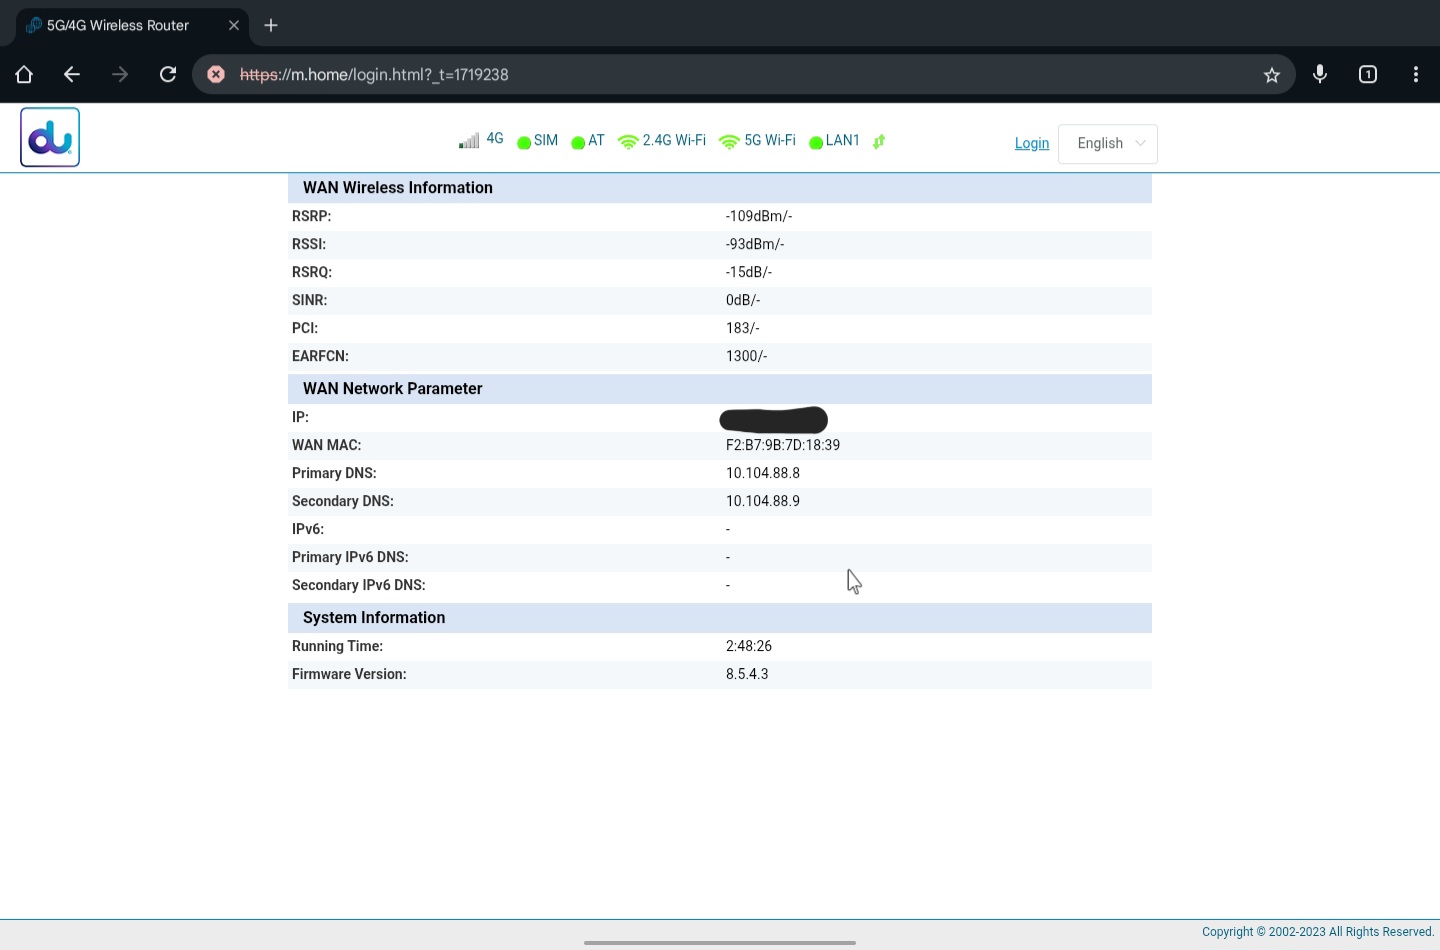 5G/4G Wireless Router
https://m.home/login.html?_t=1719238
1
du
4G SIM AT 2.4G Wi-Fi 5G Wi-Fi LAN1
Login English
WAN Wireless Information
RSRP: -109dBm/-
RSSI: -93dBm/-
RSRQ: -15dB/-
SINR: 0dB/-
PCI: 183/-
EARFCN: 1300/-
WAN Network Parameter
IP:
WAN MAC: F2:B7:9B:7D:18:39
Primary DNS: 10.104.88.8
Secondary DNS: 10.104.88.9
IPv6: -
Primary IPv6 DNS: -
Secondary IPv6 DNS: -
System Information
Running Time: 2:48:26
Firmware Version: 8.5.4.3
Copyright © 2002-2023 All Rights Reserved.